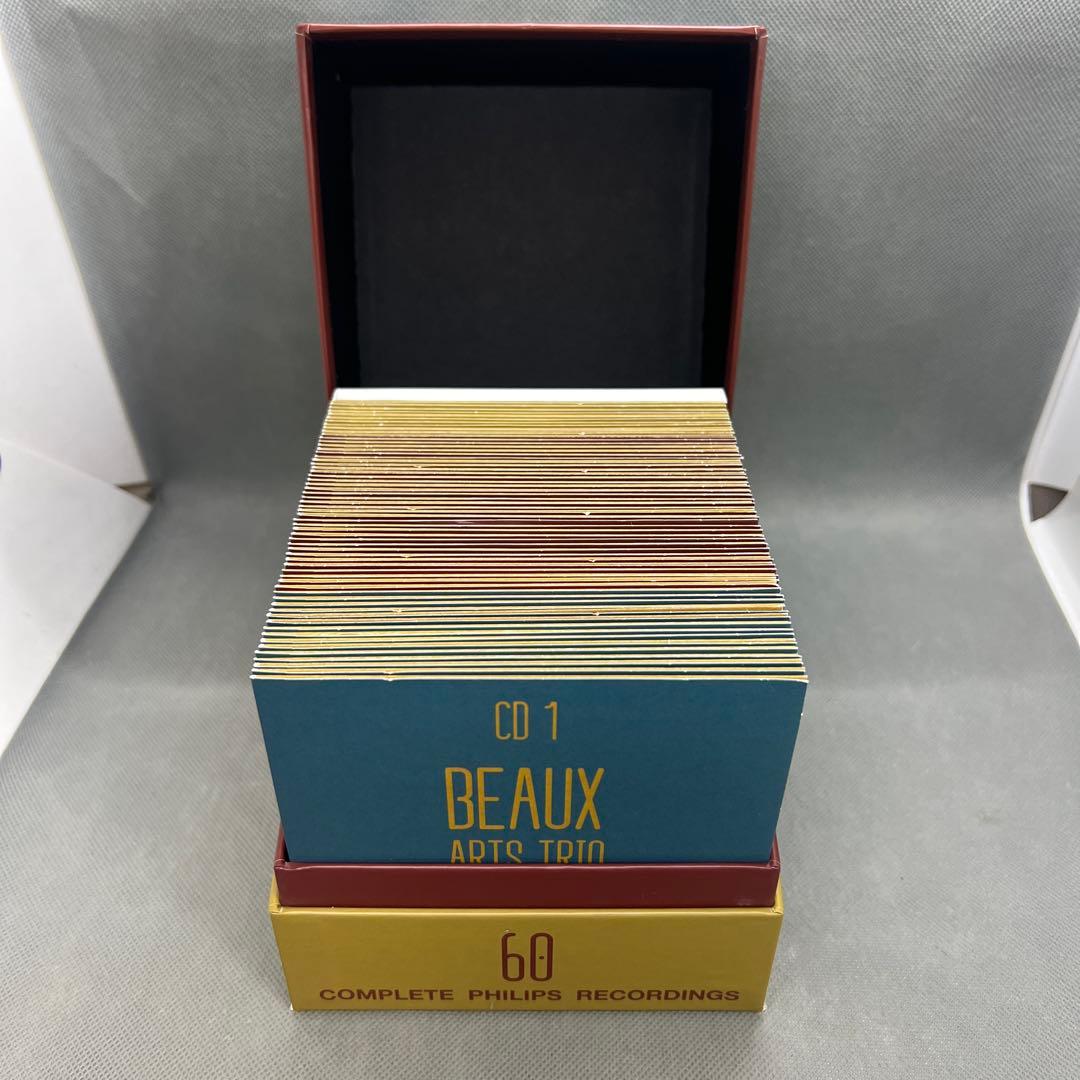 CD 1
BEAUX
ARTS TRIO
60
COMPLETE PHILIPS RECORDINGS